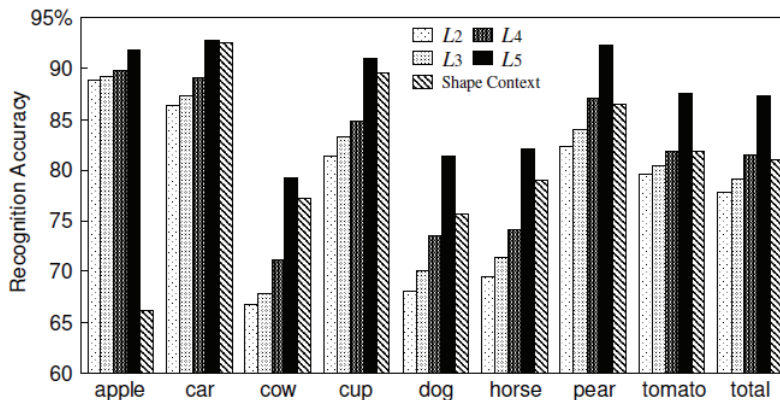 95%
90
85
80
75
70
65
60
Recognition Accuracy
L2 L4
L3 L5
Shape Context
apple car cow cup dog horse pear tomato total